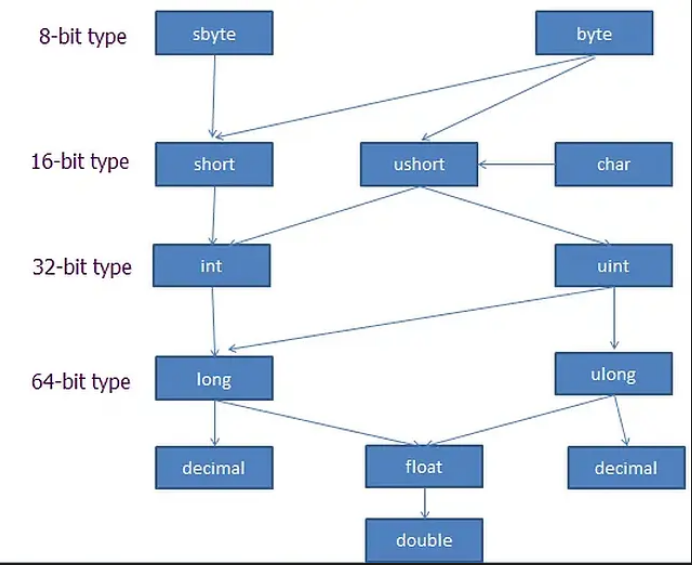 8-bit type
sbyte
byte
16-bit type
short
ushort
char
32-bit type
int
uint
64-bit type
long
ulong
decimal
float
decimal
double